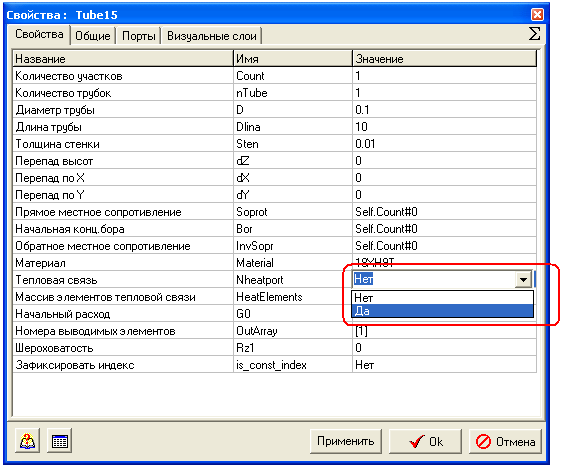 Свойства: Tube15
Свойства Общие Порты Визуальные слои Σ
Название Имя Значение
Количество участков Count 1
Количество трубок nTube 1
Диаметр трубы D 0.1
Длина трубы Dlina 10
Толщина стенки Sten 0.01
Перепад высот dZ 0
Перепад по X dX 0
Перепад по Y dY 0
Прямое местное сопротивление Soprot Self.Count#0
Начальная конц.бора Bor Self.Count#0
Обратное местное сопротивление InvSopr Self.Count#0
Материал Material
Тепловая связь Nheatport Нет
Массив элементов тепловой связи HeatElements Нет
Начальный расход G0 Да
Номера выводимых элементов OutArray [1]
Шероховатость Rz1 0
Зафиксировать индекс is_const_index Нет
Применить Ok Отмена